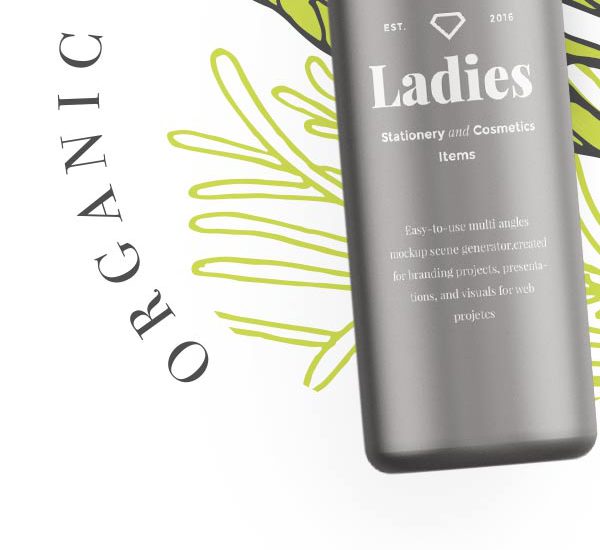 ORGANIC
EST. 2016
Ladies
Stationery and Cosmetics
Items
Easy-to-use multi angles
mockup scene generator.created
for branding projects, presenta-
tions, and visuals for web
projetcs